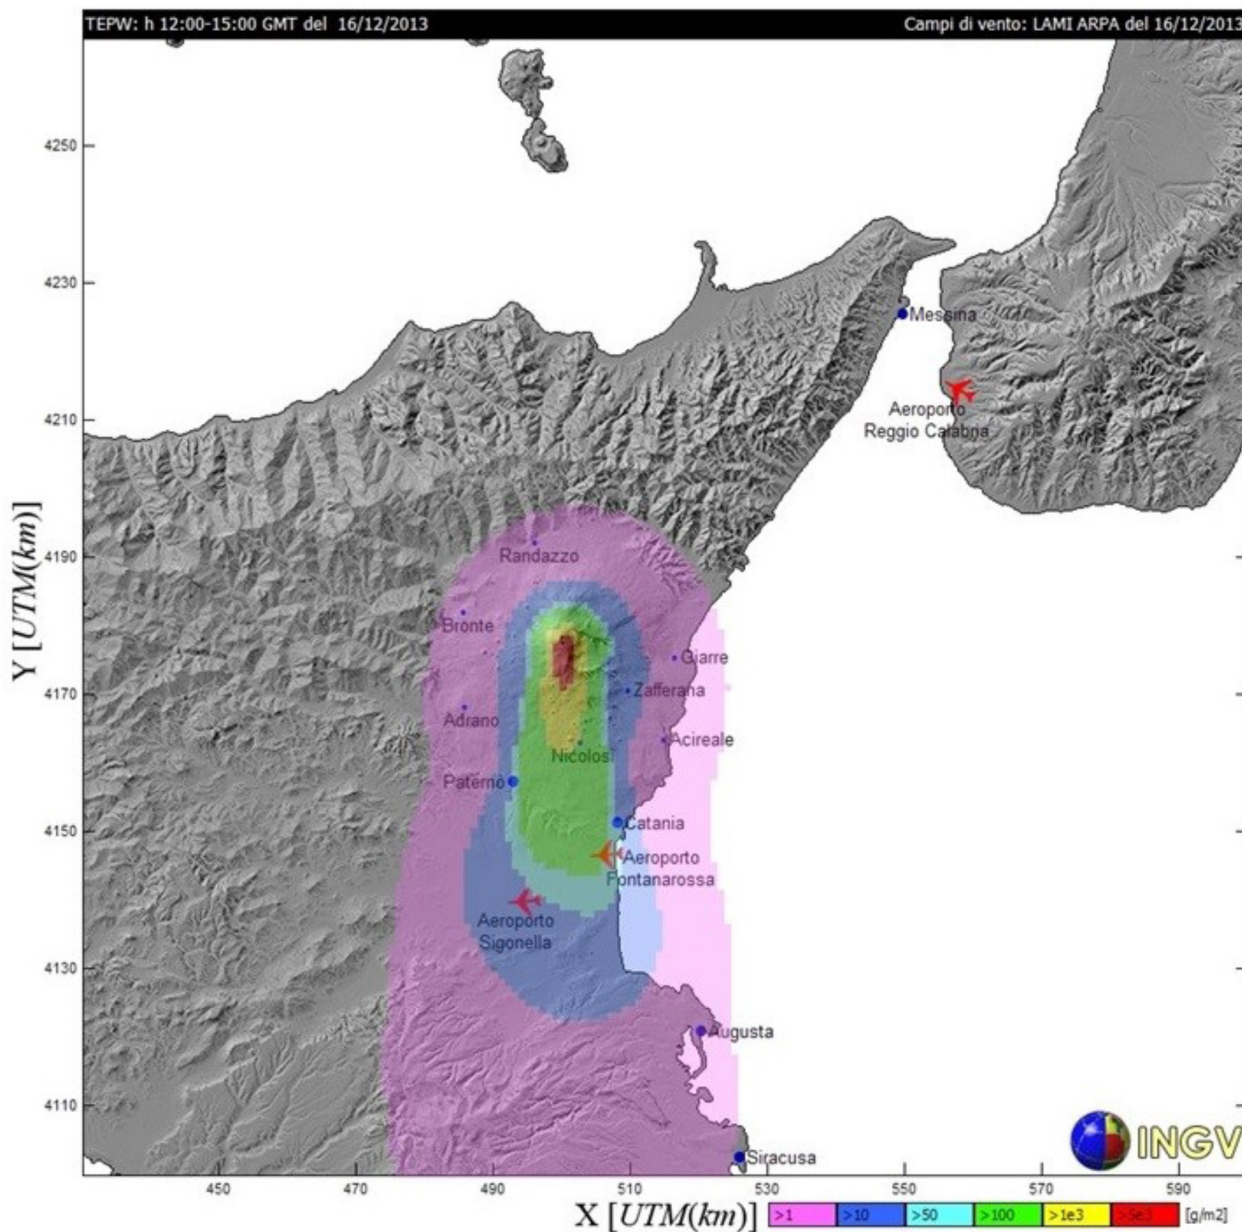 TEPW: h 12:00-15:00 GMT del 16/12/2013
Campi di vento: LAMI ARPA del 16/12/2013
4250
4230
4210
4190
4170
4150
4130
4110
Y [UTM(km)]
Messina
Aeroporto
Reggio Calabria
Randazzo
Bronte
Giarre
Zafferana
Adrano
Acireale
Nicolosi
Paternò
Catania
Aeroporto
Fontanarossa
Aeroporto
Sigonella
Augusta
Siracusa
INGV
450 470 490 510 530 550 570 590
X [UTM(km)]
>1 >10 >50 >100 >1e3 >5e3 [g/m2]